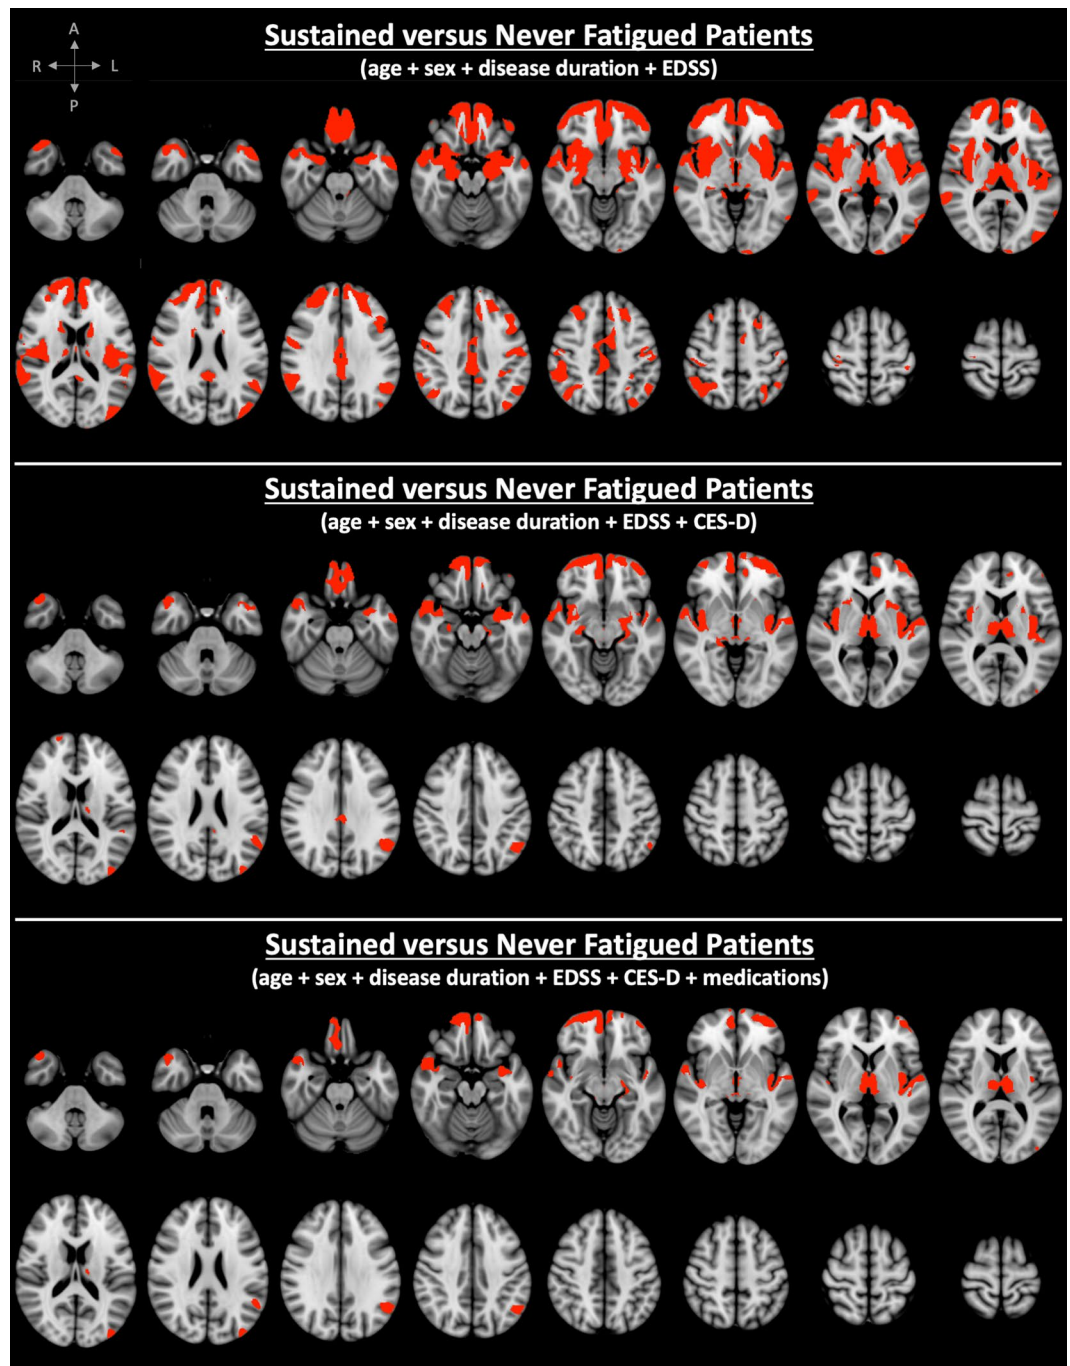 Sustained versus Never Fatigued Patients
(age + sex + disease duration + EDSS)
A
R L
P
Sustained versus Never Fatigued Patients
(age + sex + disease duration + EDSS + CES-D)
Sustained versus Never Fatigued Patients
(age + sex + disease duration + EDSS + CES-D + medications)